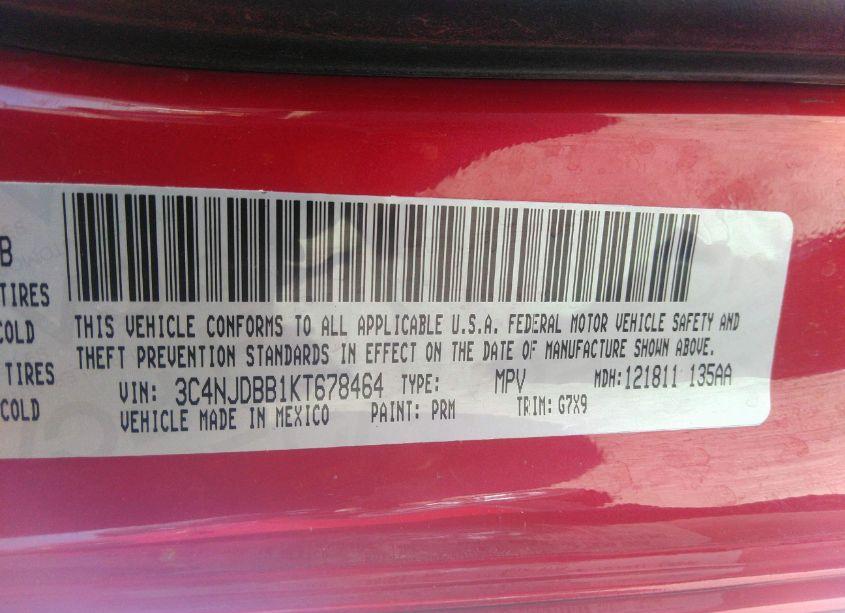 B
TIRES
COLD
TIRES
COLD
THIS VEHICLE CONFORMS TO ALL APPLICABLE U.S.A. FEDERAL MOTOR VEHICLE SAFETY AND
THEFT PREVENTION STANDARDS IN EFFECT ON THE DATE OF MANUFACTURE SHOWN ABOVE.
VIN: 3C4NJDBB1KT678464 TYPE: MPV MDH:121811 135AA
VEHICLE MADE IN MEXICO PAINT: PRM TRIM: G7X9